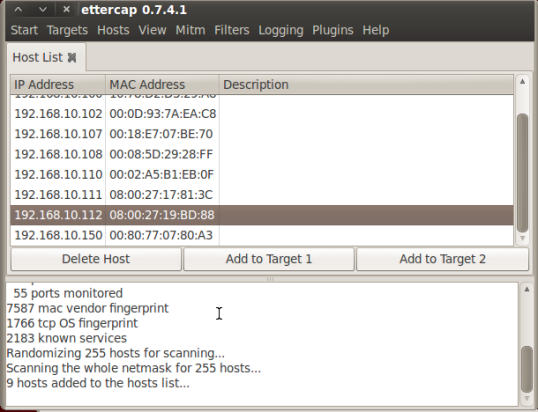 ettercap 0.7.4.1
Start Targets Hosts View Mitm Filters Logging Plugins Help
Host List
IP Address MAC Address Description
192.168.10.102 00:0D:93:7A:EA:C8
192.168.10.107 00:18:E7:07:BE:70
192.168.10.108 00:08:5D:29:28:FF
192.168.10.110 00:02:A5:B1:EB:0F
192.168.10.111 08:00:27:17:81:3C
192.168.10.112 08:00:27:19:BD:88
192.168.10.150 00:80:77:07:80:A3
Delete Host Add to Target 1 Add to Target 2
55 ports monitored
7587 mac vendor fingerprint
1766 tcp OS fingerprint
2183 known services
Randomizing 255 hosts for scanning...
Scanning the whole netmask for 255 hosts...
9 hosts added to the hosts list...